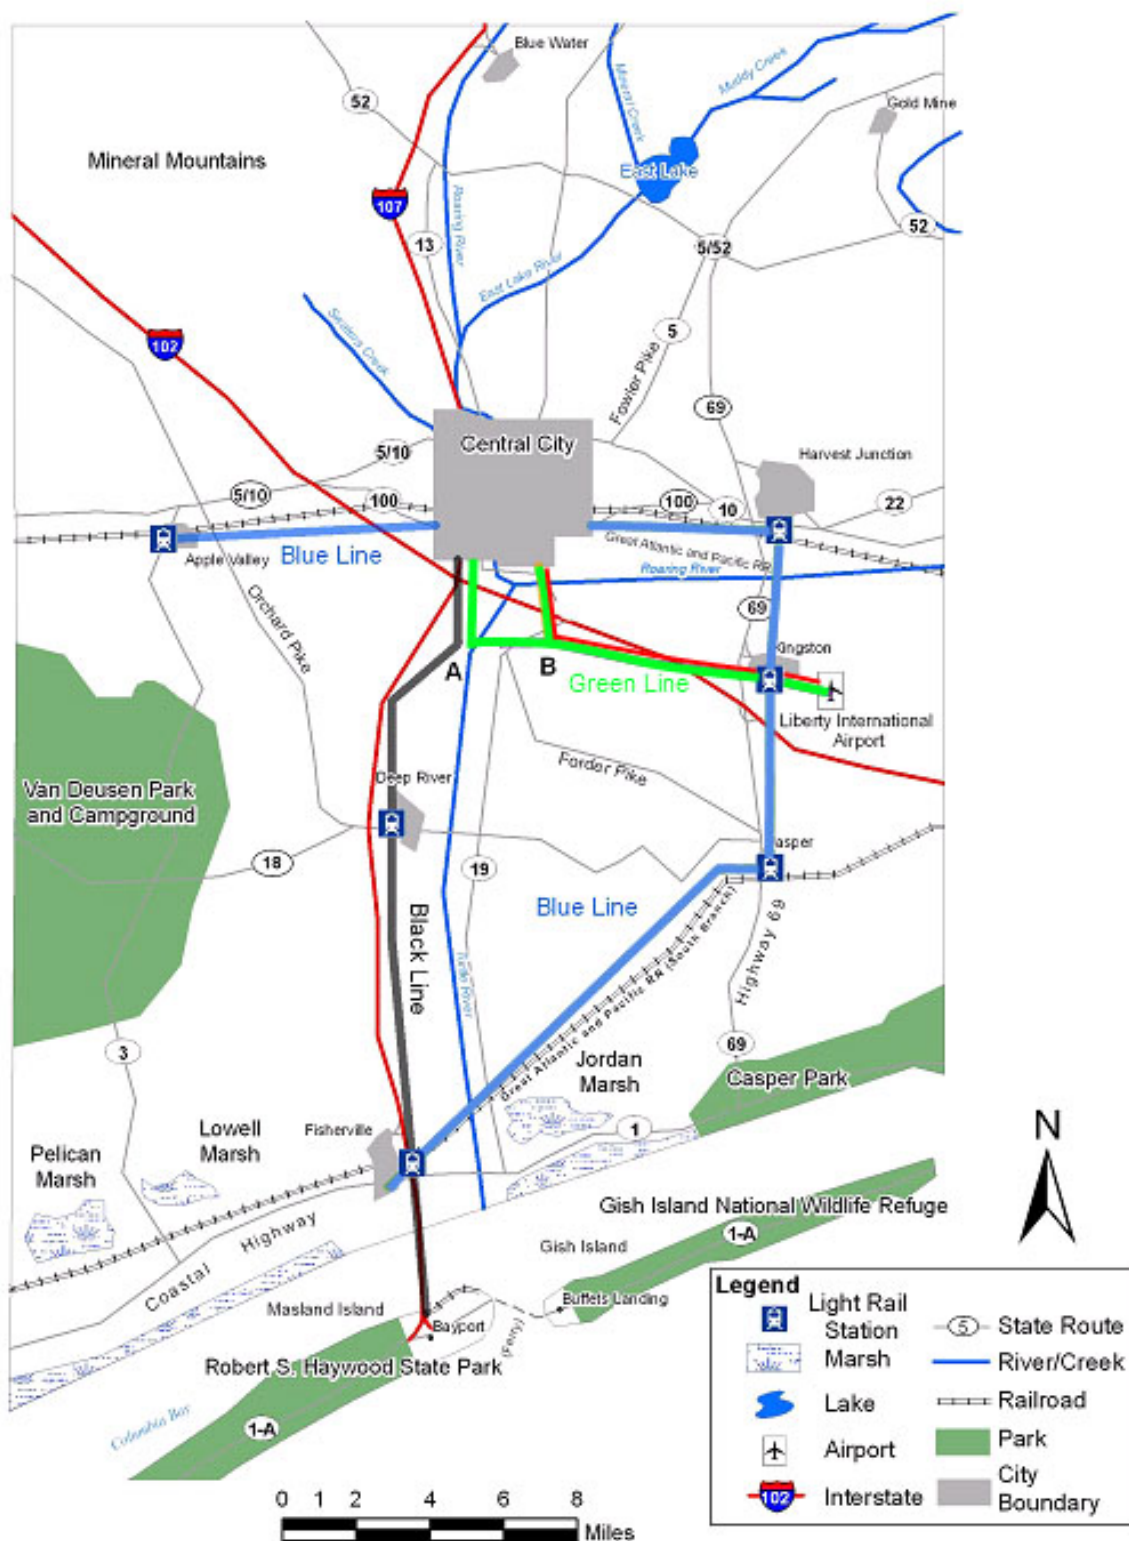 Blue Water
52
Muddy Creek
Mineral Creek
Gold Mine
Mineral Mountains
East Lake
107
Roaring River
13
52
5/52
East Lake River
Swatara Creek
5
102
Fowler Pike
69
Central City
5/10
Harvest Junction
5/10
100
100
10
22
Great Atlantic and Pacific RR
Apple Valley
Blue Line
Roaring River
Orchard Pike
69
Kingston
A
B
Green Line
Liberty International
Airport
Deep River
Forder Pike
Van Deusen Park
and Campground
18
19
asper
Blue Line
Black Line
Turtle River
Great Atlantic and Pacific RR (South Branch)
Highway 69
3
69
Jordan
Marsh
Casper Park
Lowell
Marsh
Fisherville
1
Pelican
Marsh
N
Gish Island National Wildlife Refuge
1-A
Coastal Highway
Gish Island
Masland Island
Buffets Landing
Bayport
(Ferry)
Robert S. Haywood State Park
Columbia Bay
1-A
0 1 2 4 6 8
Miles
Legend
Light Rail
Station
Marsh
Lake
Airport
102
Interstate
5
State Route
River/Creek
Railroad
Park
City
Boundary